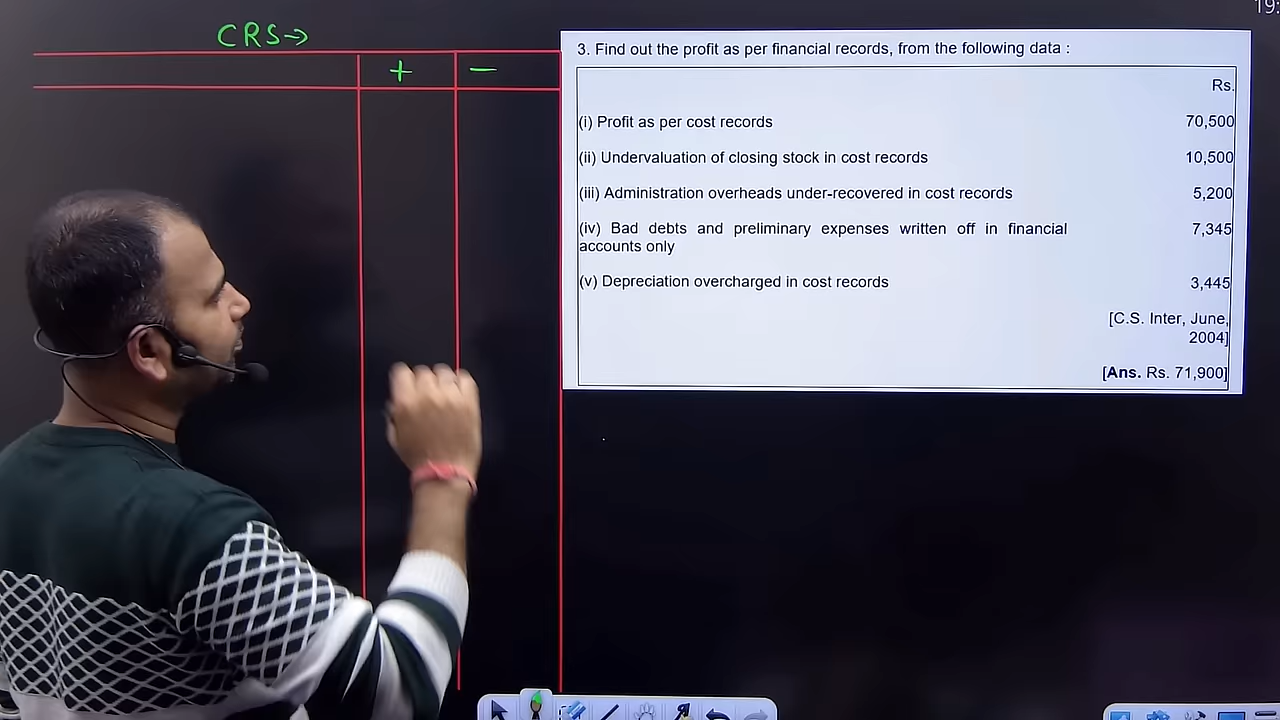 19:
CRS→
+ −
3. Find out the profit as per financial records, from the following data :
Rs.
(i) Profit as per cost records 70,500
(ii) Undervaluation of closing stock in cost records 10,500
(iii) Administration overheads under-recovered in cost records 5,200
(iv) Bad debts and preliminary expenses written off in financial 7,345
accounts only
(v) Depreciation overcharged in cost records 3,445
[C.S. Inter, June,
2004]
[Ans. Rs. 71,900]